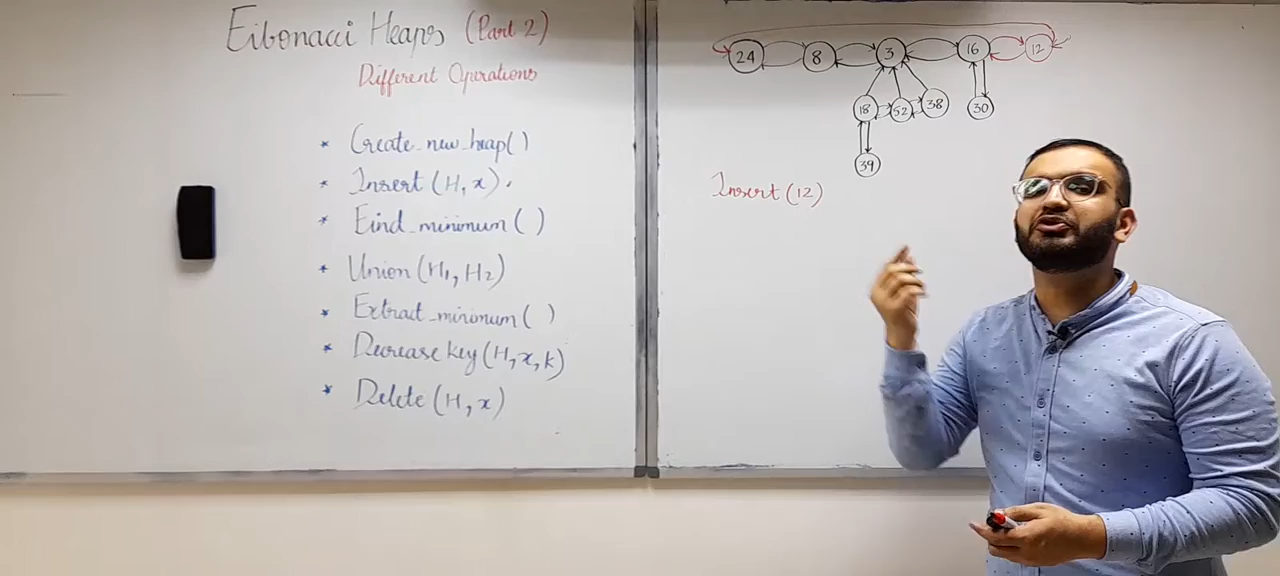 Fibonacci Heaps (Part 2)
Different Operations
* Create_new_heap()
* Insert (H, x).
* Find_minimum ( )
* Union (H1, H2)
* Extract_minimum ( )
* Decrease key (H, x, k)
* Delete (H, x)
24 8 3 16 12
18 52 38 30
39
Insert (12)